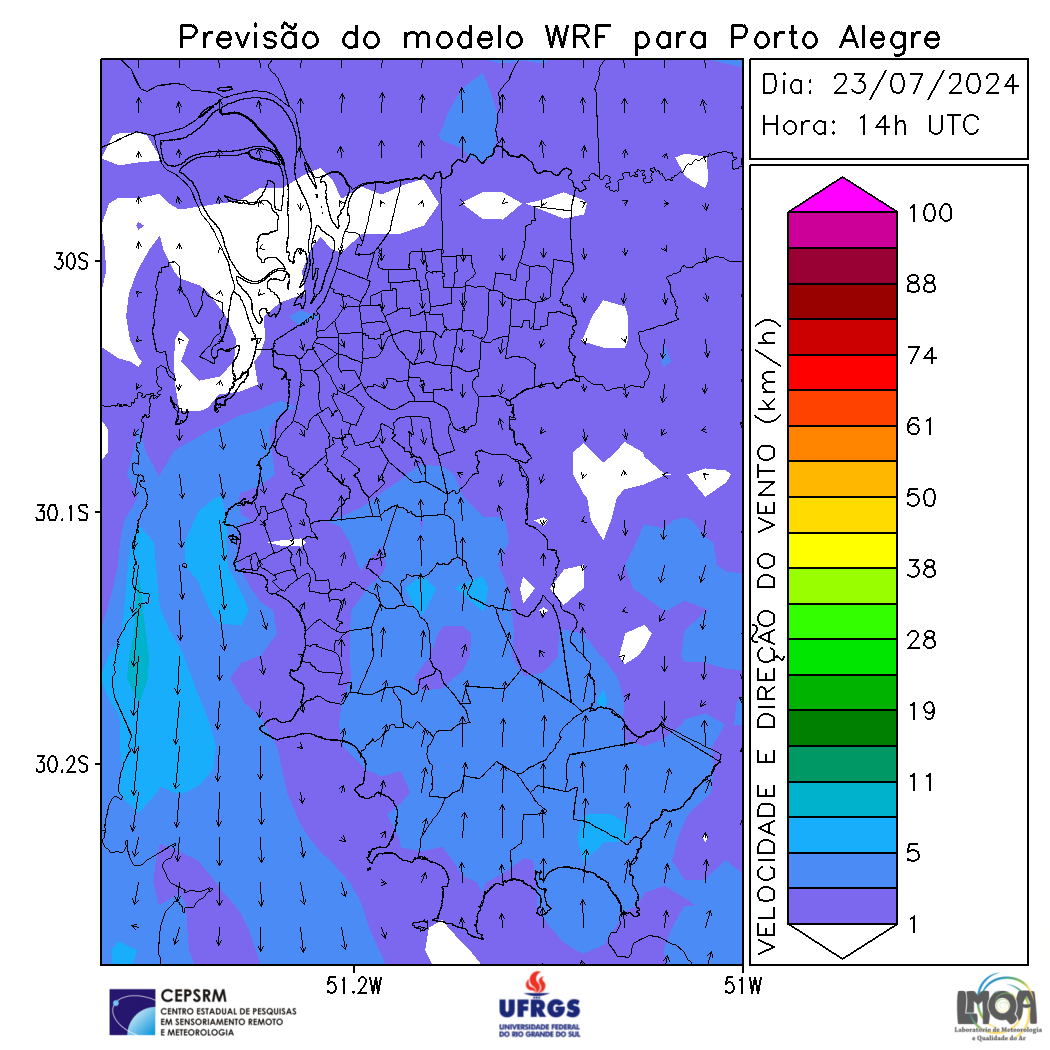 Previsão do modelo WRF para Porto Alegre
Dia: 23/07/2024
Hora: 14h UTC
30S
30.1S
30.2S
51.2W
51W
VELOCIDADE E DIREÇÃO DO VENTO (km/h)
100
88
74
61
50
38
28
19
11
5
1
CEPSRM
CENTRO ESTADUAL DE PESQUISAS
EM SENSORIAMENTO REMOTO
E METEOROLOGIA
UFRGS
UNIVERSIDADE FEDERAL
DO RIO GRANDE DO SUL
LMQA
Laboratório de Meteorologia
e Qualidade do Ar